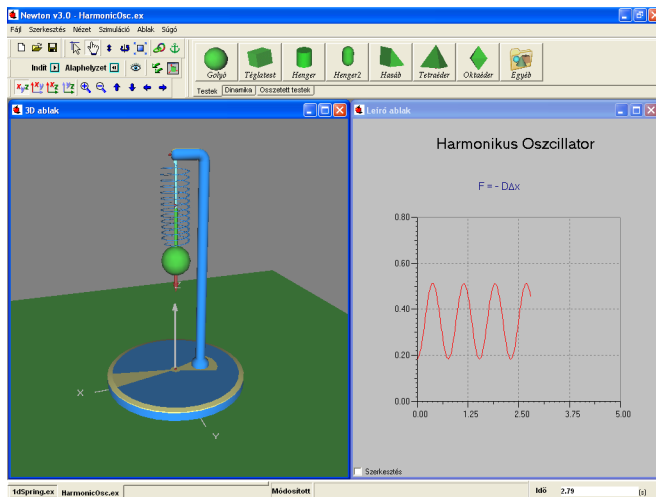 Newton v3.0 - HarmonicOsc.ex
Fájl Szerkesztés Nézet Szimuláció Ablak Súgó
Indít Alaphelyzet
Golyó Téglatest Henger Henger2 Hasáb Tetraéder Oktaéder Egyéb
Testek Dinamika Összetett testek
3D ablak
X
Y
Leíró ablak
Harmonikus Oszcillátor
F = - DΔx
0.80
0.60
0.40
0.20
0.00
0.00 1.25 2.50 3.75 5.00
Szerkesztés
1dSpring.ex HarmonicOsc.ex Módosított Idő 2.79 (s)